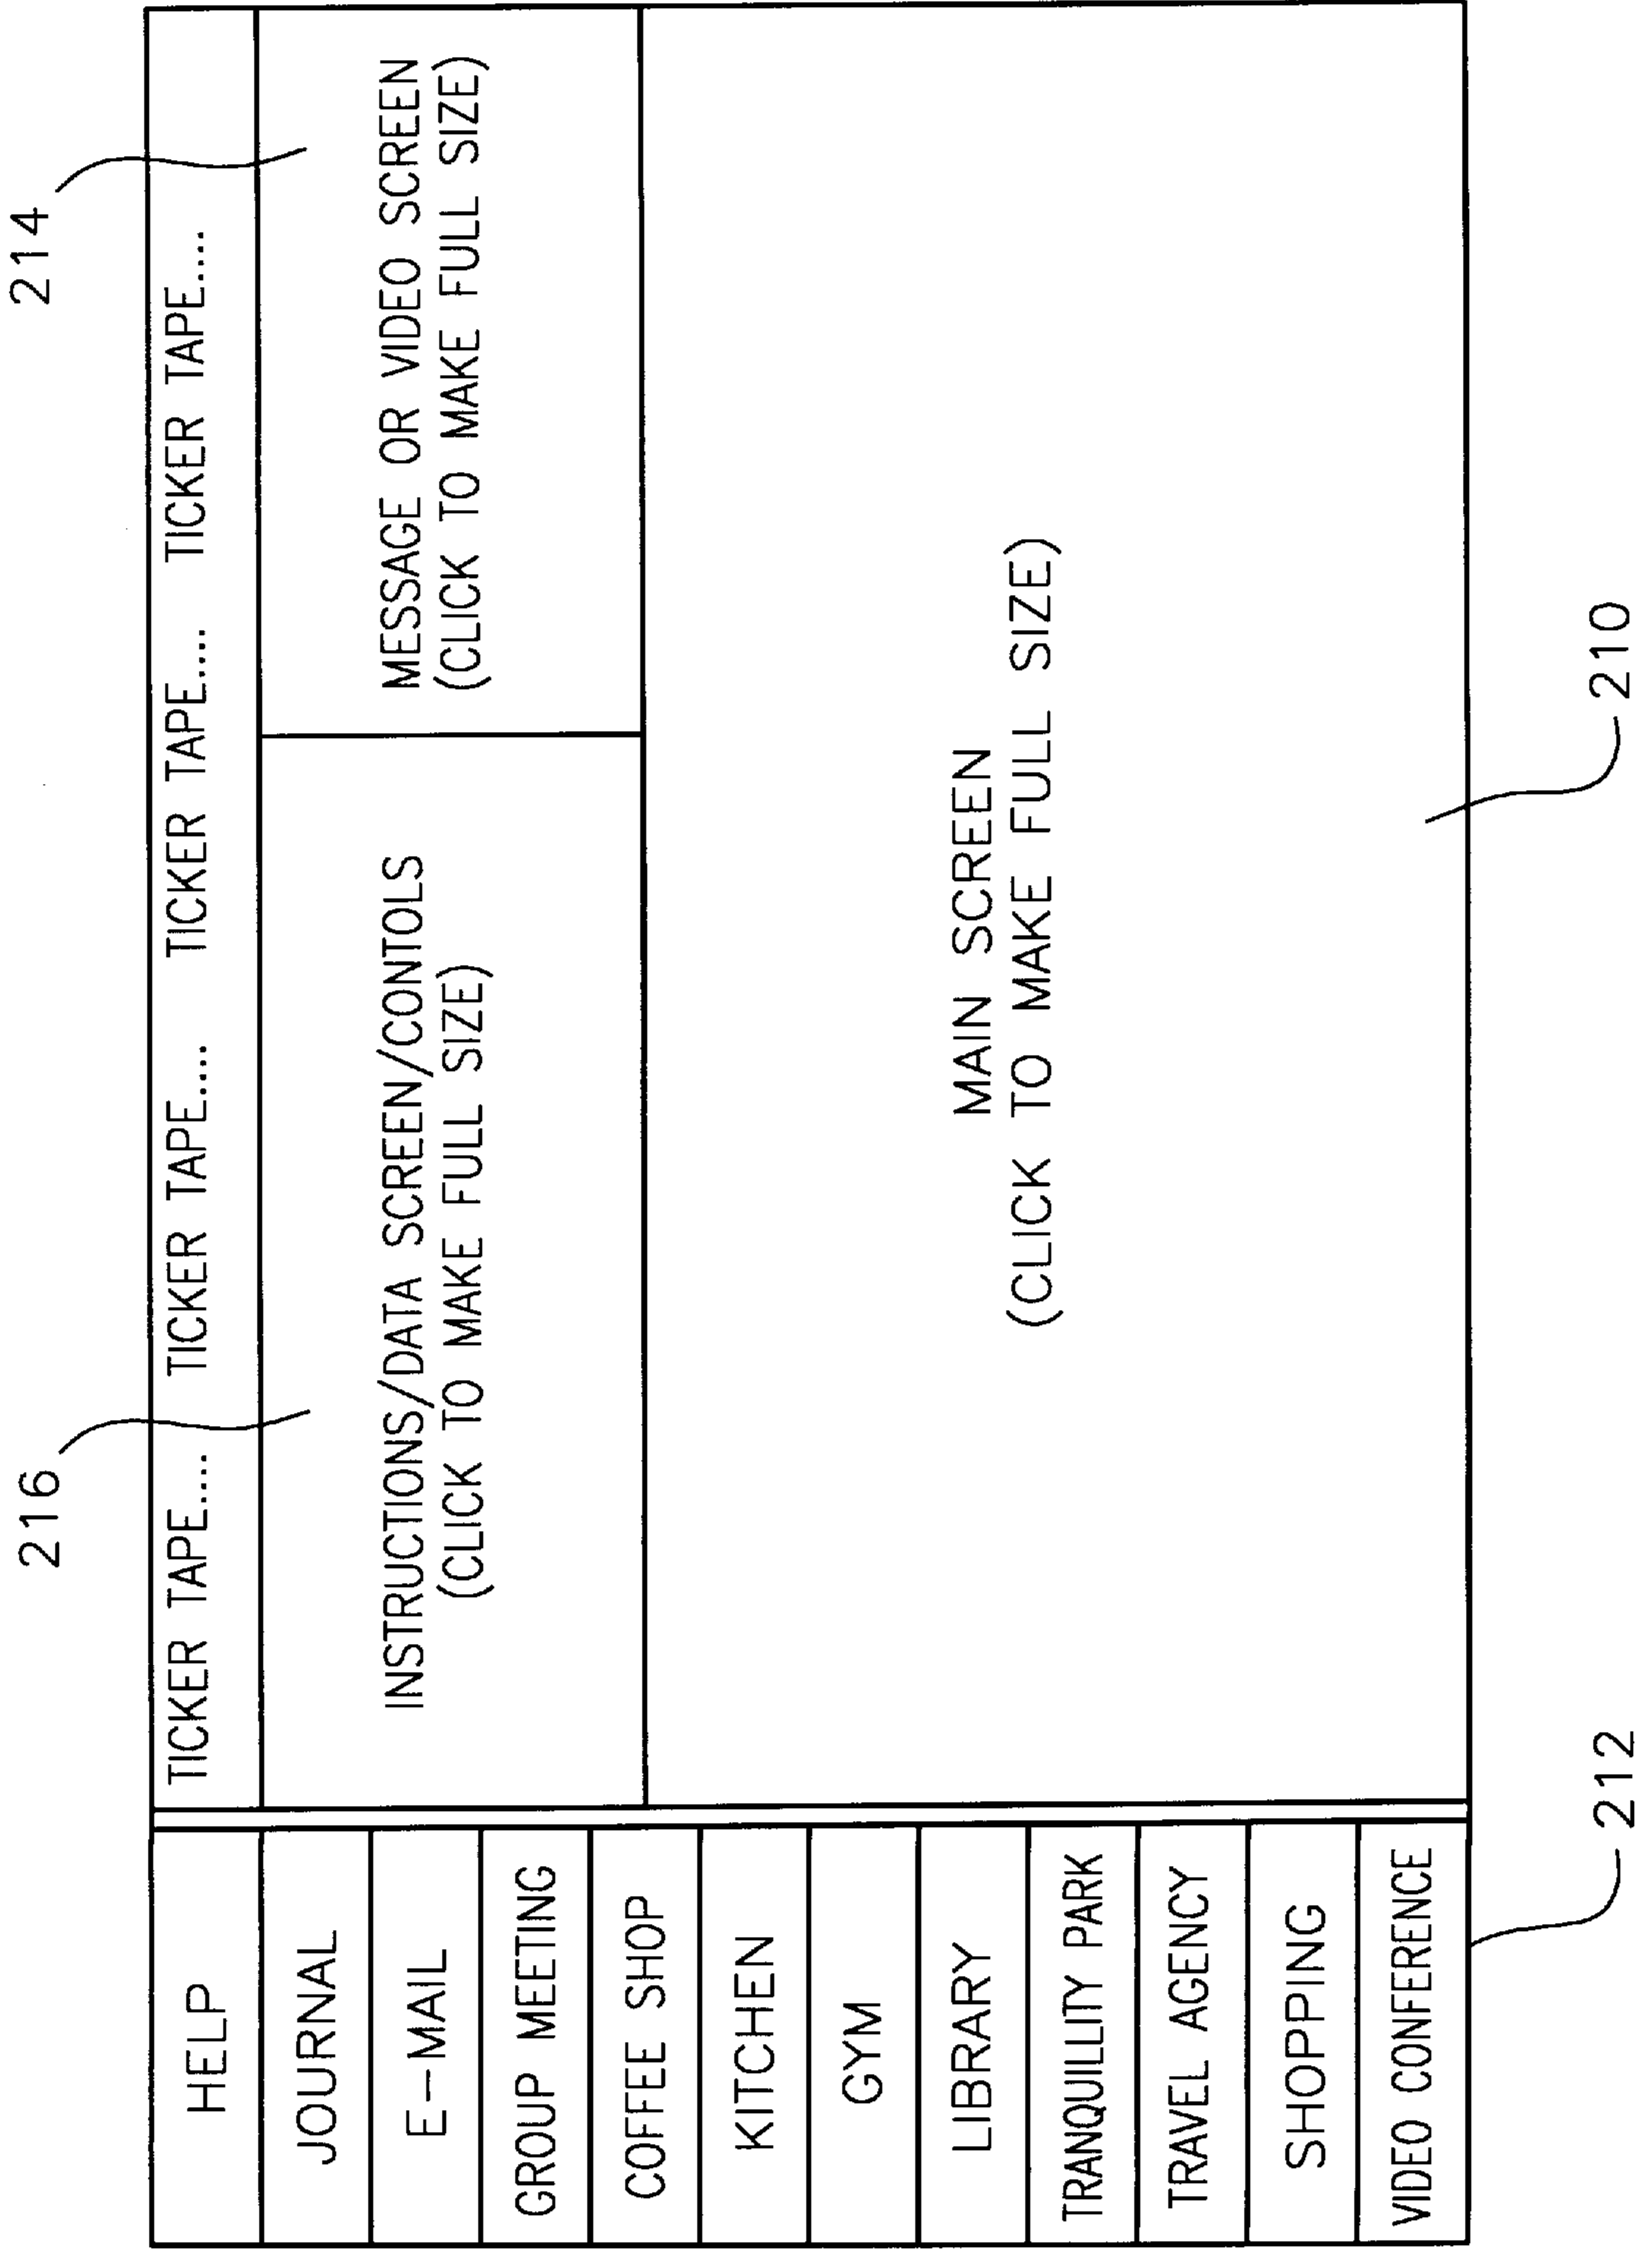 216
214
TICKER TAPE.... TICKER TAPE.... TICKER TAPE.... TICKER TAPE....
HELP
JOURNAL
E-MAIL
GROUP MEETING
COFFEE SHOP
KITCHEN
GYM
LIBRARY
TRANQUILLITY PARK
TRAVEL AGENCY
SHOPPING
VIDEO CONFERENCE
INSTRUCTIONS/DATA SCREEN/CONTOLS
(CLICK TO MAKE FULL SIZE)
MESSAGE OR VIDEO SCREEN
(CLICK TO MAKE FULL SIZE)
MAIN SCREEN
(CLICK TO MAKE FULL SIZE)
212
210